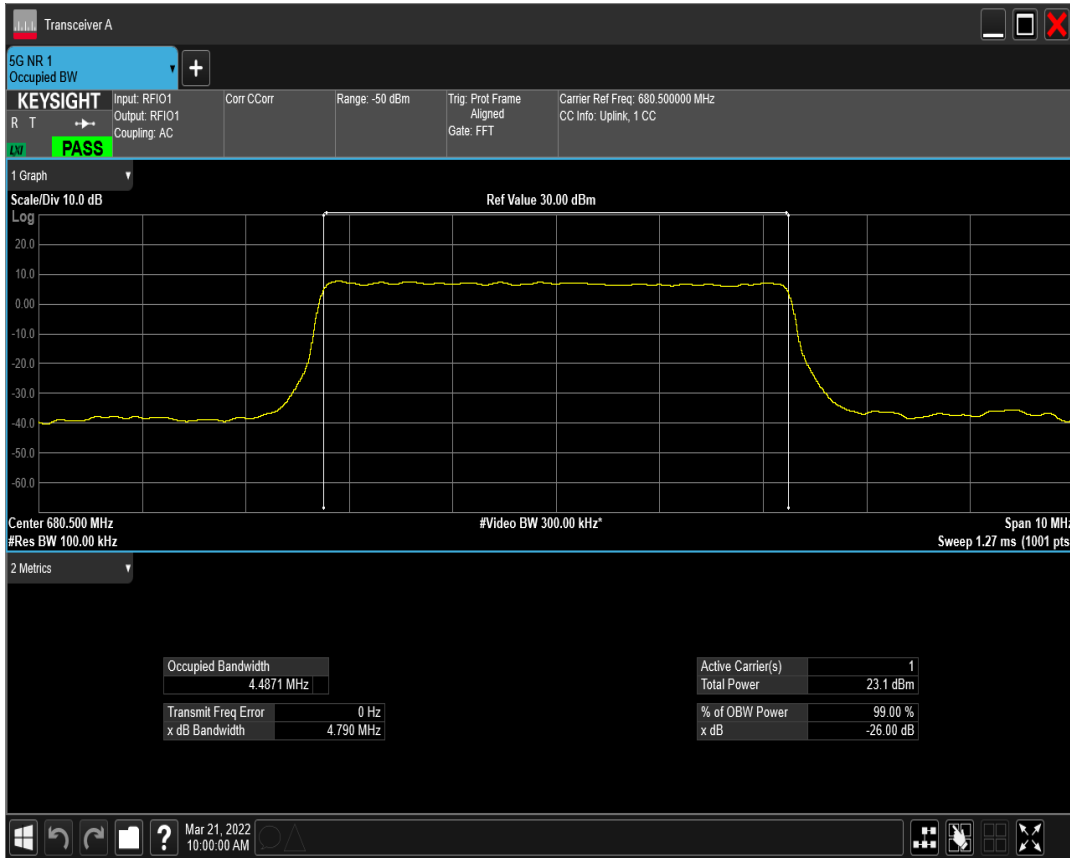 Transceiver A
5G NR 1
Occupied BW
KEYSIGHT
R T
LXI
PASS
Input: RFIO1
Output: RFIO1
Coupling: AC
Corr CCorr
Range: -50 dBm
Trig: Prot Frame
Aligned
Gate: FFT
Carrier Ref Freq: 680.500000 MHz
CC Info: Uplink, 1 CC
1 Graph
Scale/Div 10.0 dB
Ref Value 30.00 dBm
Log
20.0
10.0
0.00
-10.0
-20.0
-30.0
-40.0
-50.0
-60.0
Center 680.500 MHz
#Video BW 300.00 kHz*
Span 10 MHz
#Res BW 100.00 kHz
Sweep 1.27 ms (1001 pts
2 Metrics
Occupied Bandwidth
4.4871 MHz
Transmit Freq Error 0 Hz
x dB Bandwidth 4.790 MHz
Active Carrier(s) 1
Total Power 23.1 dBm
% of OBW Power 99.00 %
x dB -26.00 dB
?
Mar 21, 2022
10:00:00 AM